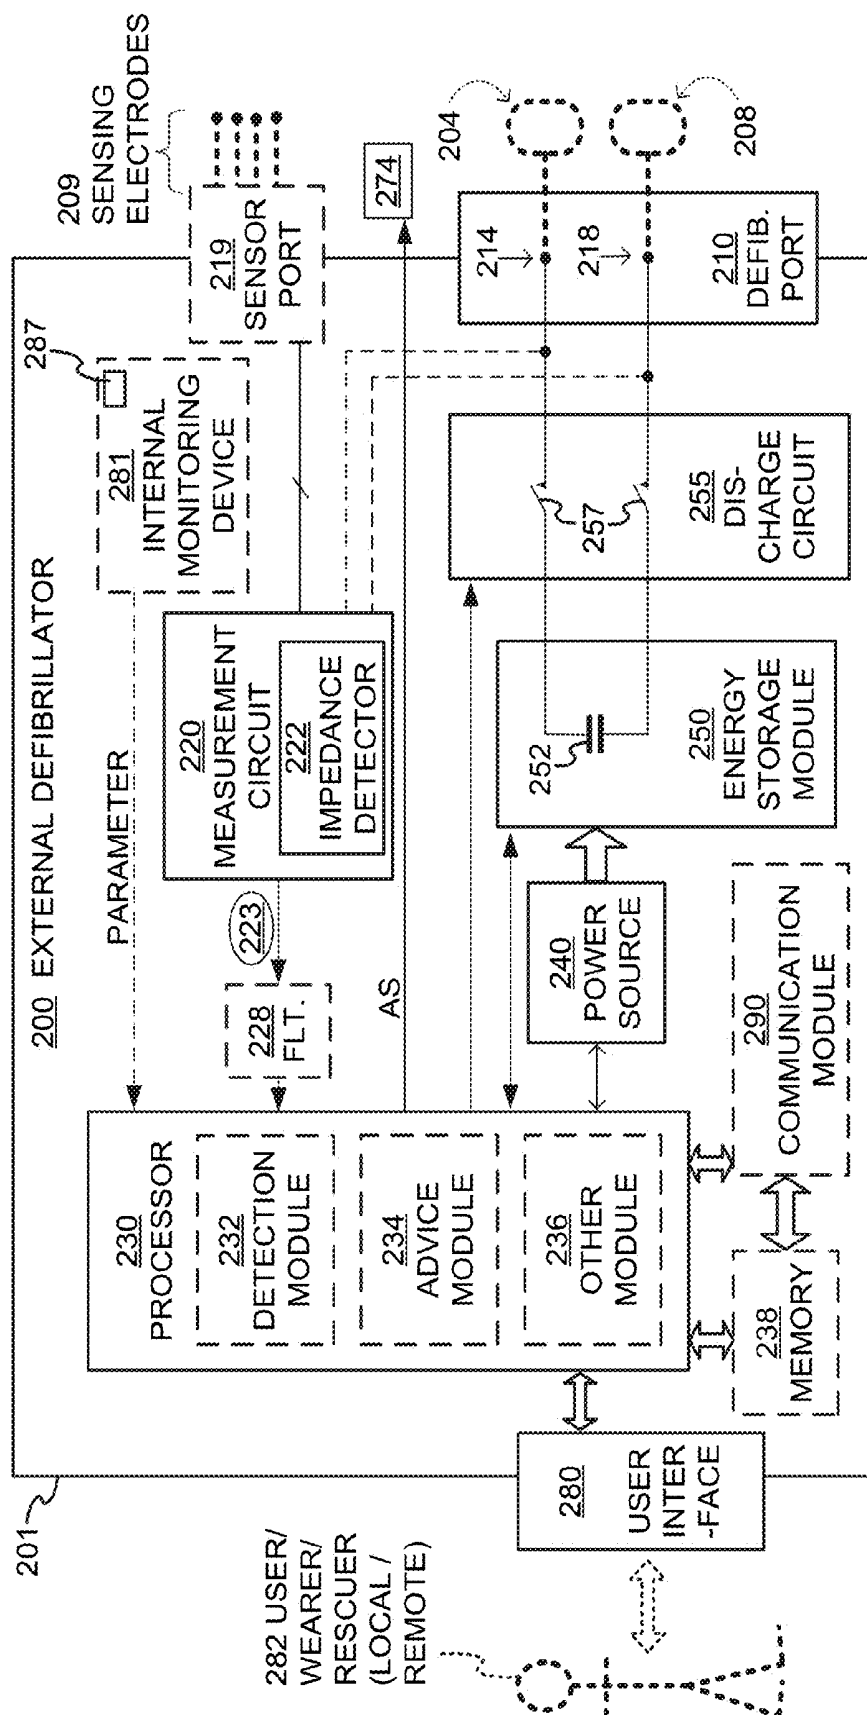 200 EXTERNAL DEFIBRILLATOR
201
282 USER/
WEARER/
RESCUER
(LOCAL /
REMOTE)
280
USER
INTER
-FACE
230
PROCESSOR
232
DETECTION
MODULE
234
ADVICE
MODULE
236
OTHER
MODULE
238
MEMORY
290
COMMUNICATION
MODULE
PARAMETER
228
FLT.
223
AS
220
MEASUREMENT
CIRCUIT
222
IMPEDANCE
DETECTOR
240
POWER
SOURCE
252
250
ENERGY
STORAGE
MODULE
281
INTERNAL
MONITORING
DEVICE
287
257
255
DIS-
CHARGE
CIRCUIT
219
SENSOR
PORT
209
SENSING
ELECTRODES
274
214
218
210
DEFIB.
PORT
204
208